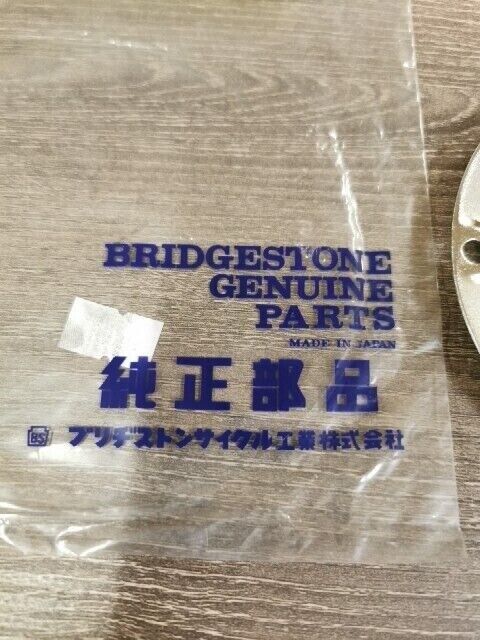 BRIDGESTONE
GENUINE
PARTS
MADE IN JAPAN
純正部品
BS ブリヂストンサイクル工業株式会社